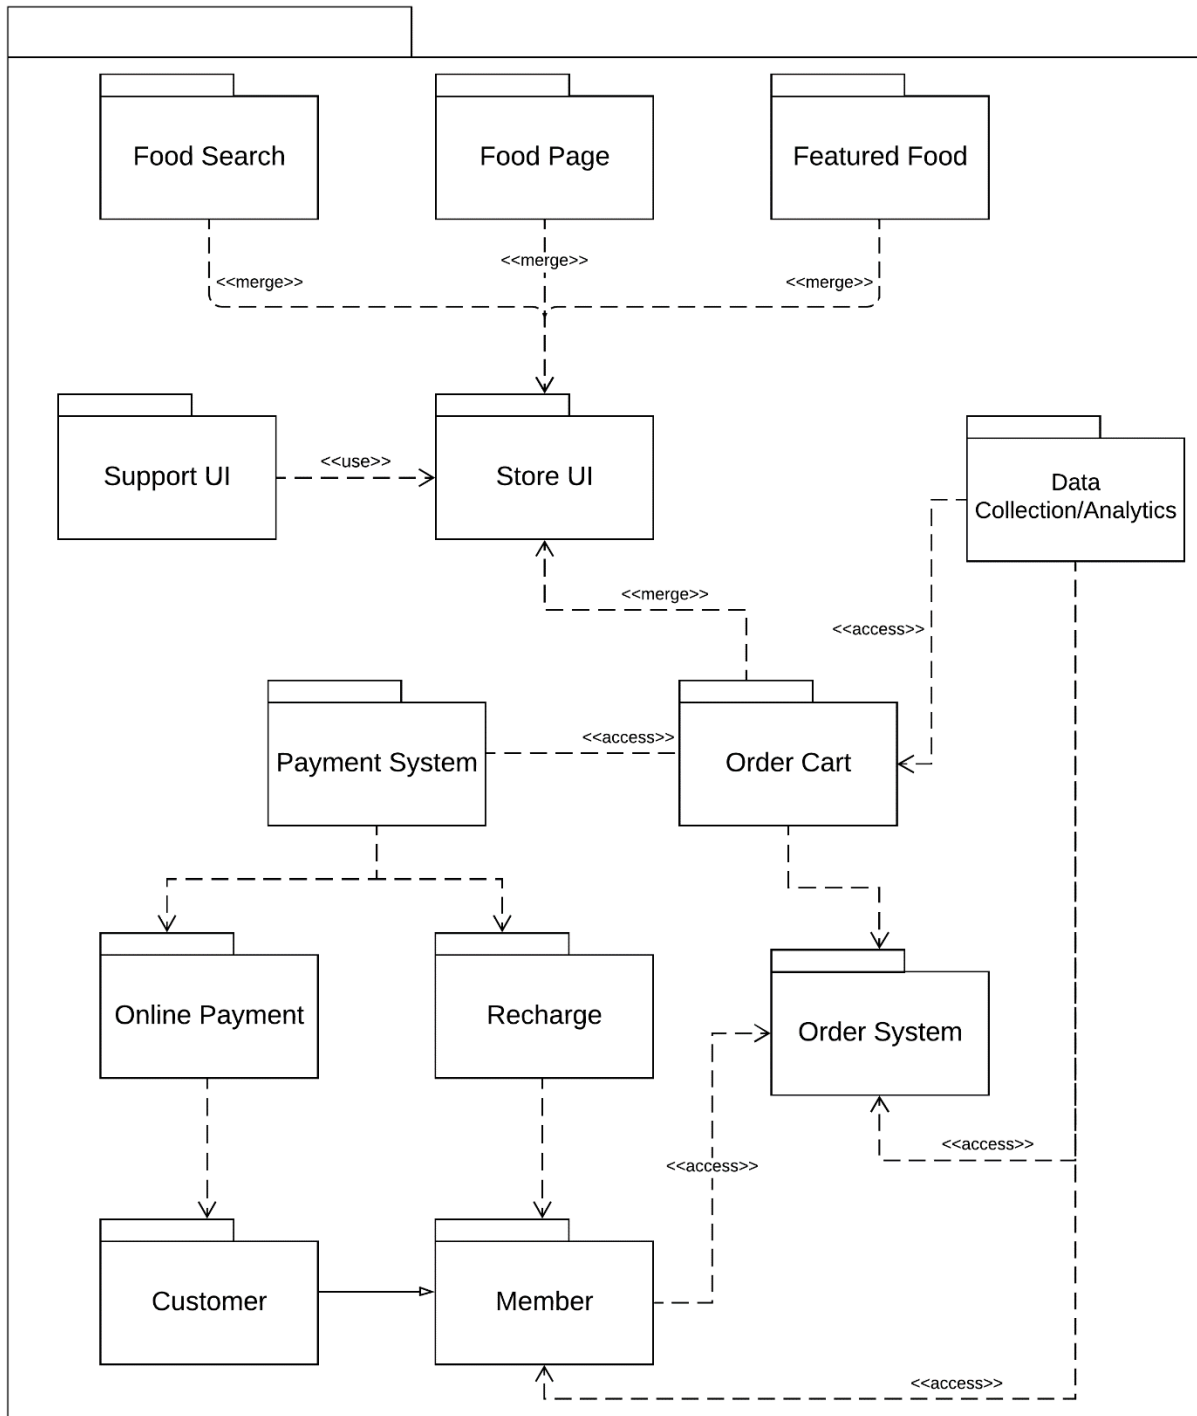 Food Search
Food Page
Featured Food
<<merge>>
<<merge>>
<<merge>>
Support UI
<<use>>
Store UI
Data
Collection/Analytics
<<merge>>
<<access>>
Payment System
<<access>>
Order Cart
Online Payment
Recharge
Order System
<<access>>
<<access>>
Customer
Member
<<access>>